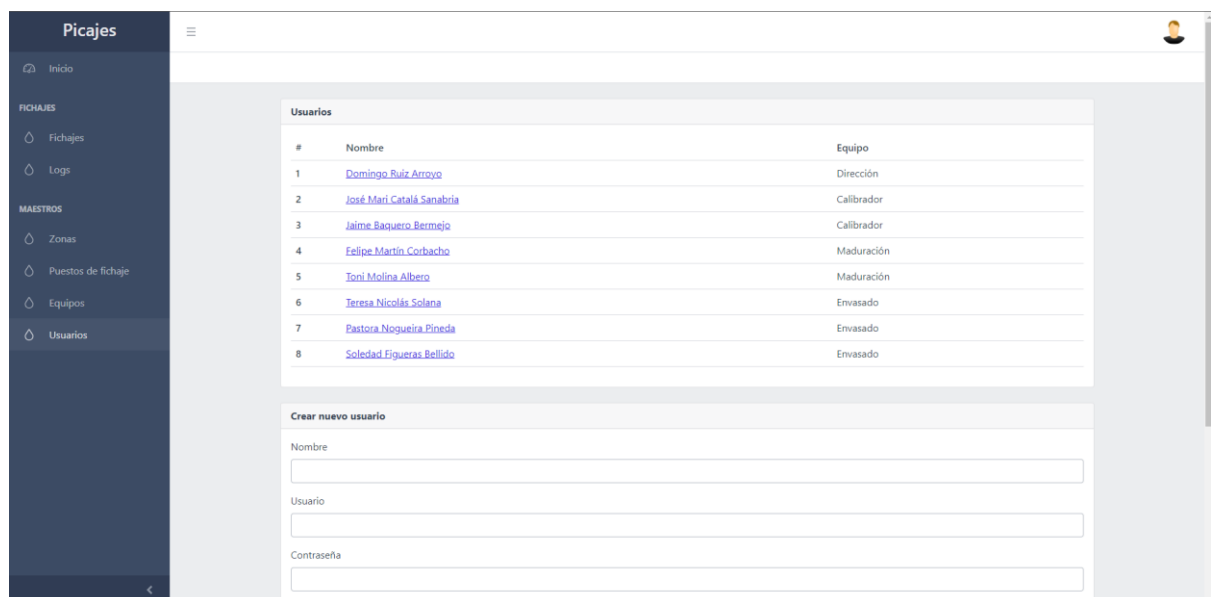 Picajes
Inicio
FICHAJES
Fichajes
Logs
MAESTROS
Zonas
Puestos de fichaje
Equipos
Usuarios
Usuarios
# Nombre Equipo
1 Domingo Ruiz Arroyo Dirección
2 José Mari Catalá Sanabria Calibrador
3 Jaime Baquero Bermejo Calibrador
4 Felipe Martín Corbacho Maduración
5 Toni Molina Albero Maduración
6 Teresa Nicolás Solana Envasado
7 Pastora Nogueira Pineda Envasado
8 Soledad Figueras Bellido Envasado
Crear nuevo usuario
Nombre
Usuario
Contraseña